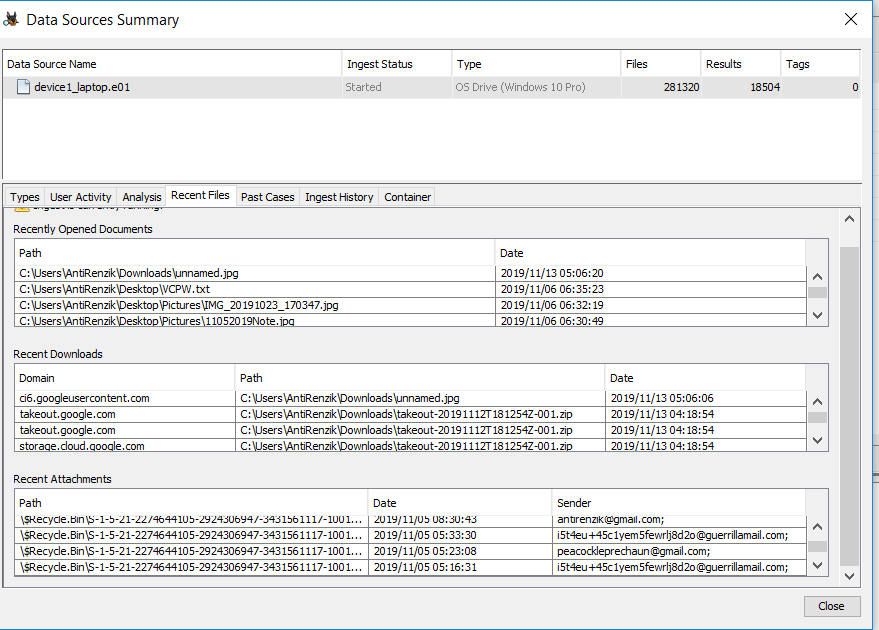 Data Sources Summary
Data Source Name Ingest Status Type Files Results Tags
device1_laptop.e01 Started OS Drive (Windows 10 Pro) 281320 18504 0
Types User Activity Analysis Recent Files Past Cases Ingest History Container
Ingest is currently running.
Recently Opened Documents
Path Date
C:\Users\AntiRenzik\Downloads\unnamed.jpg 2019/11/13 05:06:20
C:\Users\AntiRenzik\Desktop\VCPW.txt 2019/11/06 06:35:23
C:\Users\AntiRenzik\Desktop\Pictures\IMG_20191023_170347.jpg 2019/11/06 06:32:19
C:\Users\AntiRenzik\Desktop\Pictures\11052019Note.jpg 2019/11/06 06:30:49
Recent Downloads
Domain Path Date
ci6.googleusercontent.com C:\Users\AntiRenzik\Downloads\unnamed.jpg 2019/11/13 05:06:06
takeout.google.com C:\Users\AntiRenzik\Downloads\takeout-20191112T181254Z-001.zip 2019/11/13 04:18:54
takeout.google.com C:\Users\AntiRenzik\Downloads\takeout-20191112T181254Z-001.zip 2019/11/13 04:18:54
storage.cloud.google.com C:\Users\AntiRenzik\Downloads\takeout-20191112T181254Z-001.zip 2019/11/13 04:18:54
Recent Attachments
Path Date Sender
\$Recycle.Bin\S-1-5-21-2274644105-2924306947-3431561117-1001... 2019/11/05 08:30:43 antirenzik@gmail.com;
\$Recycle.Bin\S-1-5-21-2274644105-2924306947-3431561117-1001... 2019/11/05 05:33:30 i5t4eu+45c1yem5fewrlj8d2o@guerrillamail.com;
\$Recycle.Bin\S-1-5-21-2274644105-2924306947-3431561117-1001... 2019/11/05 05:23:08 peacockleprechaun@gmail.com;
\$Recycle.Bin\S-1-5-21-2274644105-2924306947-3431561117-1001... 2019/11/05 05:16:31 i5t4eu+45c1yem5fewrlj8d2o@guerrillamail.com;
Close